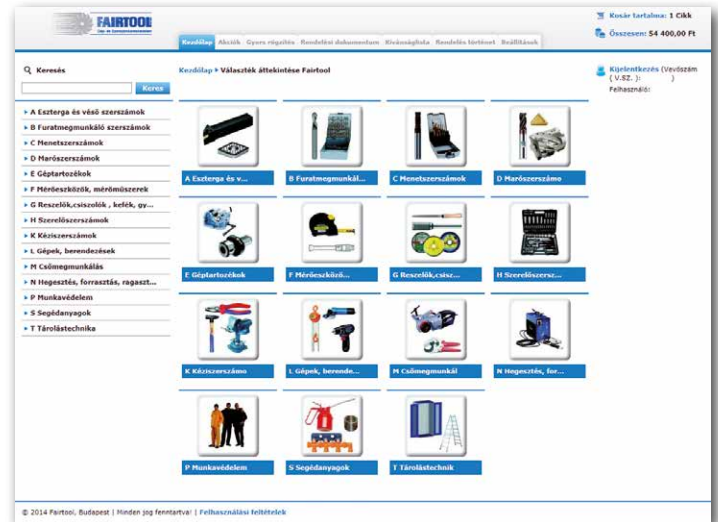 FAIRTOOL
Kezdőlap Akciók Gyors rögzítés Rendelési dokumentum Kívánságlista Rendelés történet Beállítások
Kosár tartalma: 1 Cikk
Összesen: 54 400,00 Ft
Keresés
Keres
Kezdőlap Választék áttekintése Fairtool
Kijelentkezés (Vevőszám
( V.SZ. ): )
Felhasználó:
A Eszterga és véső szerszámok
B Furatmegmunkáló szerszámok
C Menetszerszámok
D Marószerszámok
E Géptartozékok
F Mérőeszközök, mérőműszerek
G Reszelők,csiszolók , kefék, gy...
H Szerelőszerszámok
K Kéziszerszámok
L Gépek, berendezések
M Csőmegmunkálás
N Hegesztés, forrasztás, ragaszt...
P Munkavédelem
S Segédanyagok
T Tárolástechnika
A Eszterga és v...
B Furatmegmunkál...
C Menetszerszámok
D Marószerszámo
E Géptartozékok
F Mérőeszközö...
G Reszelők,csisz...
H Szerelőszersz...
K Kéziszerszámo
L Gépek, berende...
M Csőmegmunkál
N Hegesztés, for...
P Munkavédelem
S Segédanyagok
T Tárolástechnik
© 2014 Fairtool, Budapest | Minden jog fenntartva! | Felhasználási feltételek